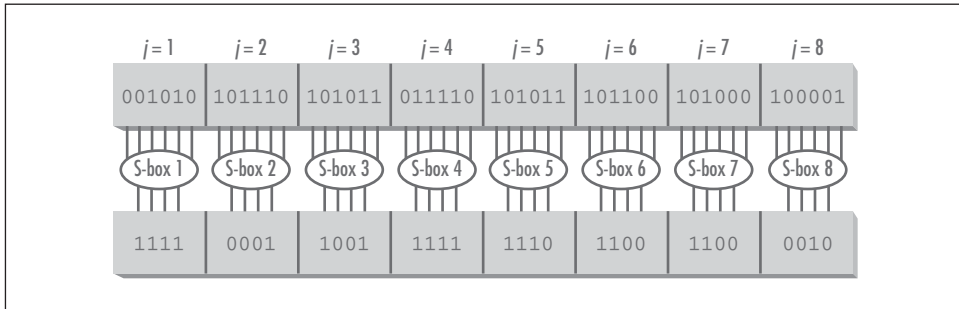 j = 1 j = 2 j = 3 j = 4 j = 5 j = 6 j = 7 j = 8
001010 101110 101011 011110 101011 101100 101000 100001
S-box 1 S-box 2 S-box 3 S-box 4 S-box 5 S-box 6 S-box 7 S-box 8
1111 0001 1001 1111 1110 1100 1100 0010